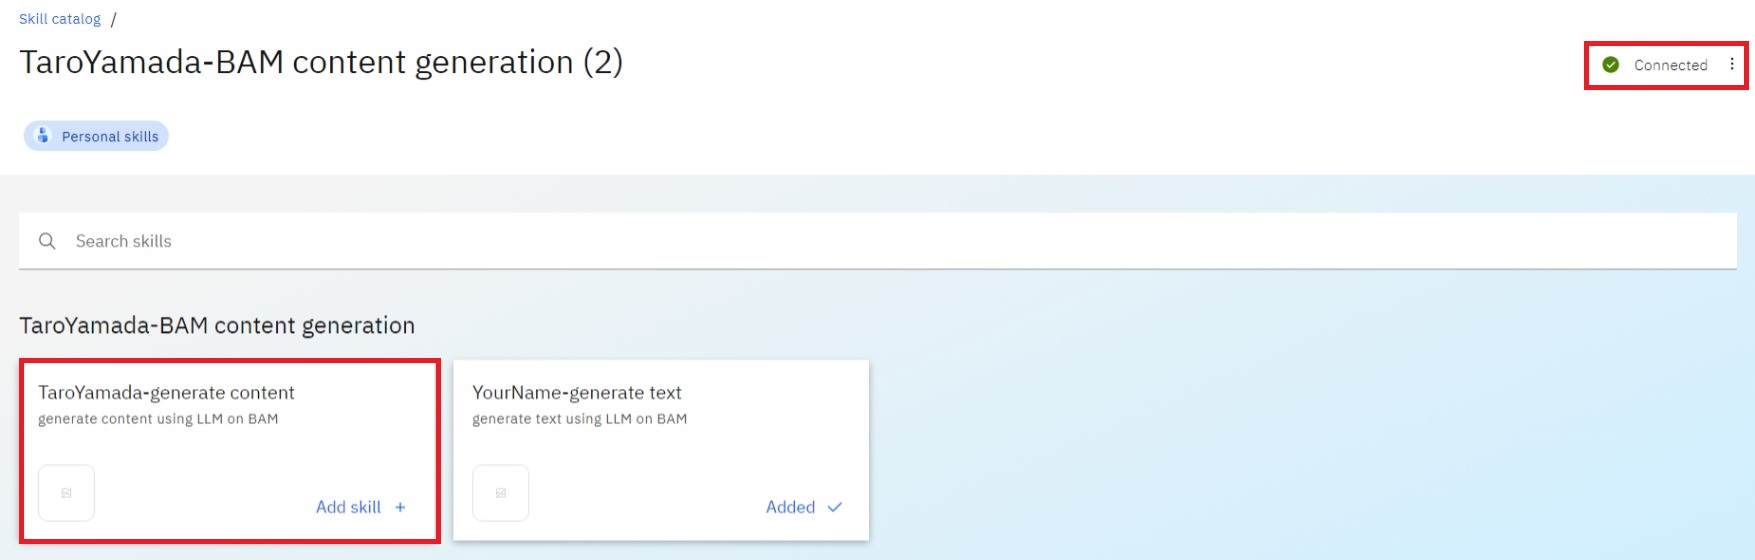 Skill catalog /
TaroYamada-BAM content generation (2)
Connected
Personal skills
Search skills
TaroYamada-BAM content generation
TaroYamada-generate content
generate content using LLM on BAM
Add skill +
YourName-generate text
generate text using LLM on BAM
Added